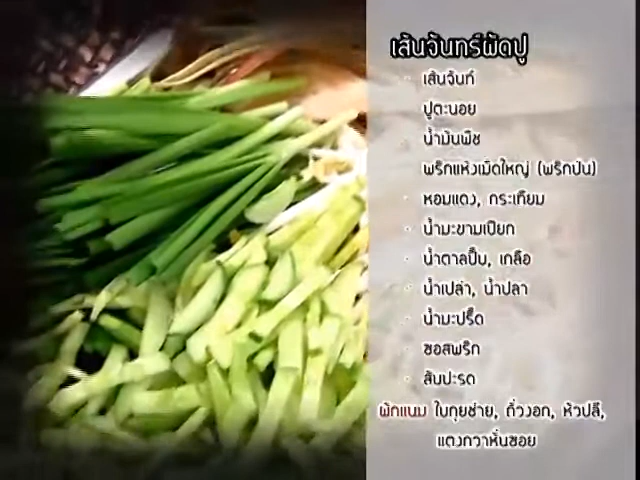 เส้นจันทร์ผัดปู
· เส้นจันท์
· ปูตะนอย
· น้ำมันพืช
· พริกแห้งเม็ดใหญ่ (พริกป่น)
· หอมแดง, กระเทียม
· น้ำมะขามเปียก
· น้ำตาลปี๊บ, เกลือ
· น้ำเปล่า, น้ำปลา
· น้ำมะปรี๊ด
· ซอสพริก
· สับปะรด
ผักแนม ใบกุยช่าย, ถั่วงอก, หัวปลี,
แตงกวาหั่นซอย